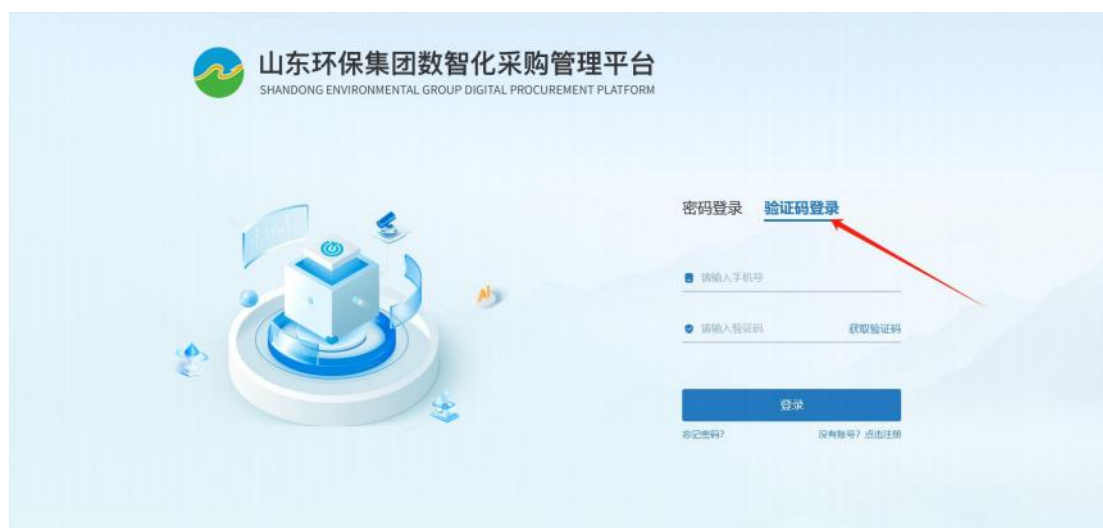 山东环保集团数智化采购管理平台
SHANDONG ENVIRONMENTAL GROUP DIGITAL PROCUREMENT PLATFORM
密码登录 验证码登录
请输入手机号
请输入验证码 获取验证码
AI
登录
忘记密码? 没有账号? 点击注册